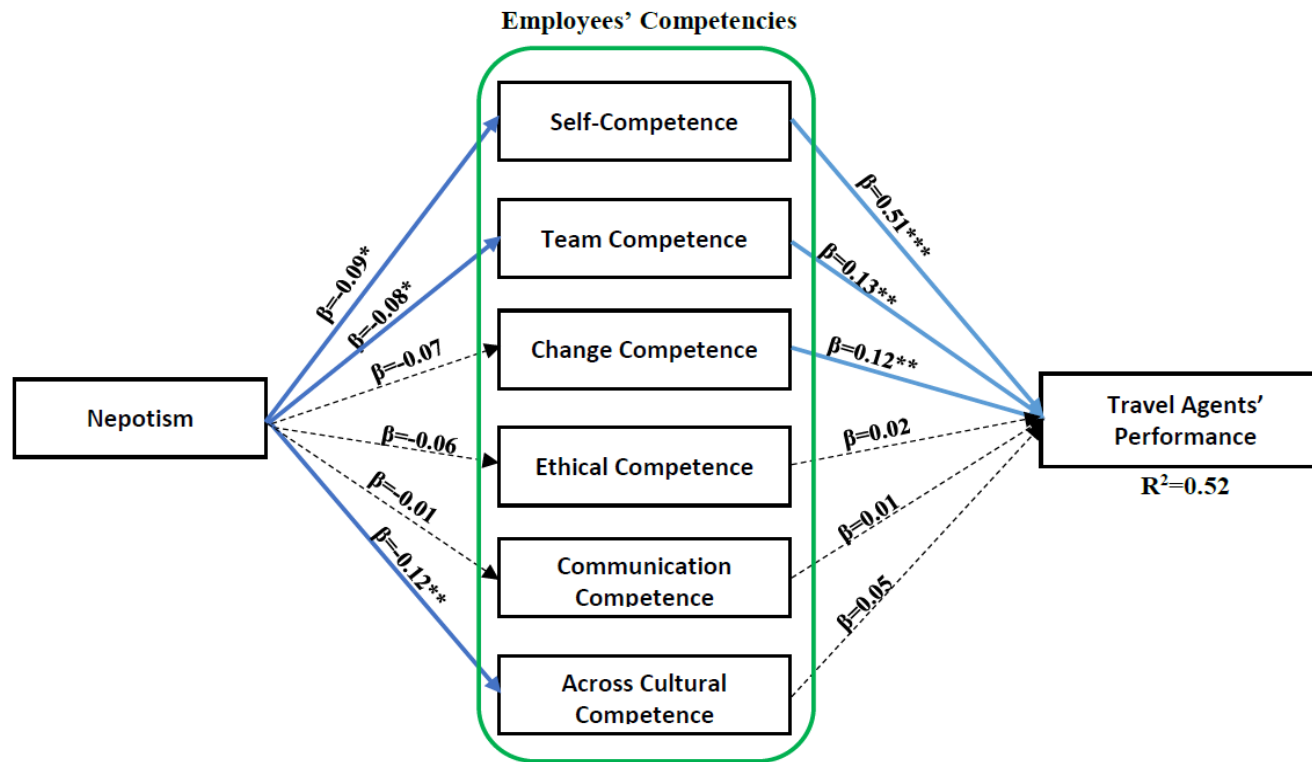 Employees’ Competencies
Self-Competence
Team Competence
Change Competence
Ethical Competence
Communication
Competence
Across Cultural
Competence
Nepotism
β=-0.09*
β=-0.08*
β=-0.07
β=-0.06
β=-0.01
β=-0.12**
β=0.51***
β=0.13**
β=0.12**
β=0.02
β=0.01
β=0.05
Travel Agents’
Performance
R²=0.52